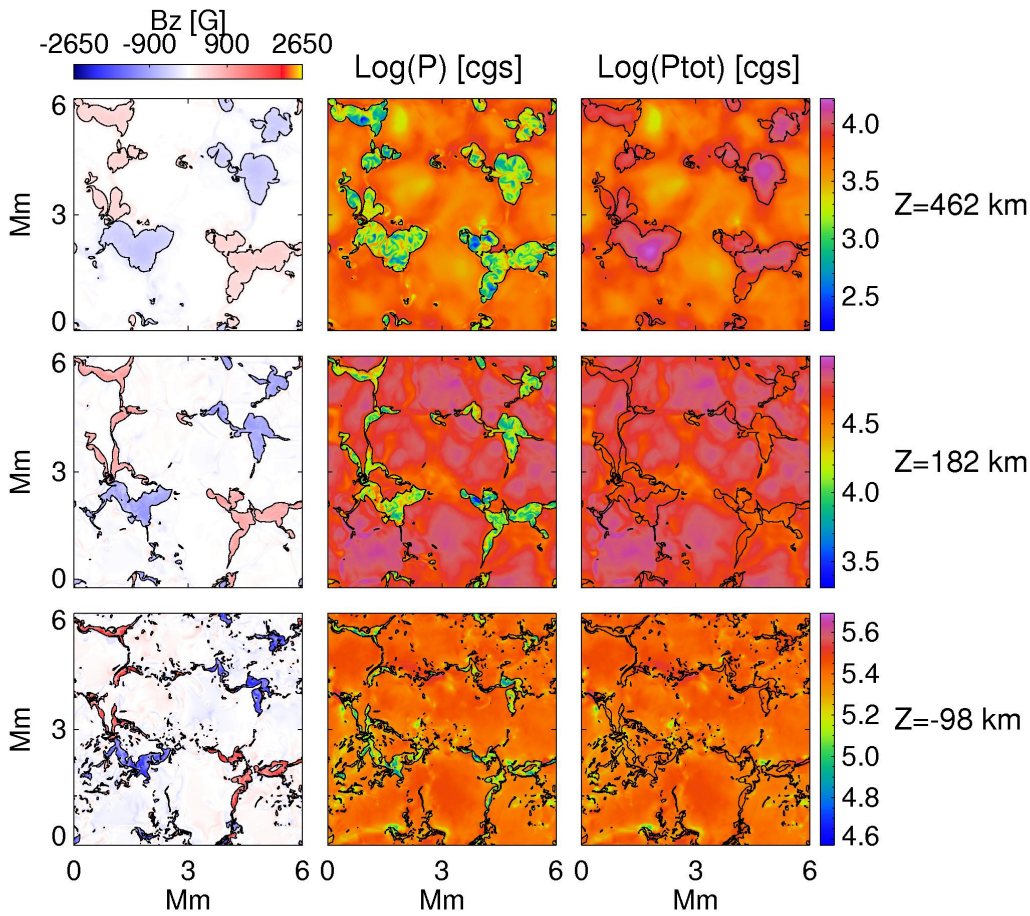 Bz [G]
-2650 -900 900 2650
Log(P) [cgs]
Log(Ptot) [cgs]
6
3
0
Mm
4.0
3.5
3.0
2.5
Z=462 km
6
3
0
Mm
4.5
4.0
3.5
Z=182 km
6
3
0
Mm
5.6
5.4
5.2
5.0
4.8
4.6
Z=-98 km
0 3 6 0 3 6 0 3 6
Mm Mm Mm